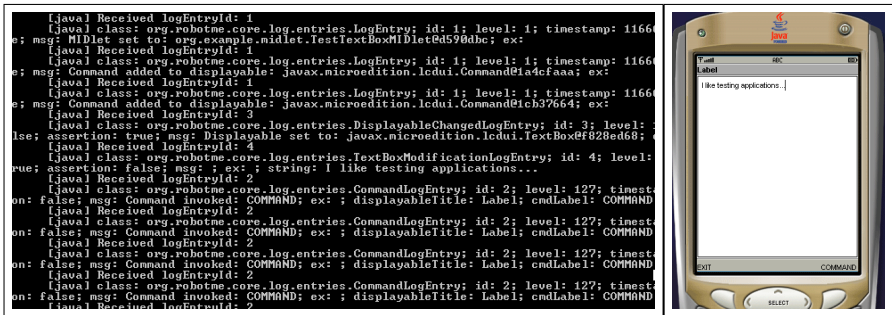 [java] Received logEntryId: 1
[java] class: org.robotme.core.log.entries.LogEntry; id: 1; level: 1; timestamp: 11666
e; msg: MIDlet set to: org.example.midlet.TestTextBoxMIDlet@d590dbc; ex:
[java] Received logEntryId: 1
[java] class: org.robotme.core.log.entries.LogEntry; id: 1; level: 1; timestamp: 11666
e; msg: Command added to displayable: javax.microedition.lcdui.Command@1a4cfaaa; ex:
[java] Received logEntryId: 1
[java] class: org.robotme.core.log.entries.LogEntry; id: 1; level: 1; timestamp: 11666
e; msg: Command added to displayable: javax.microedition.lcdui.Command@1cb37664; ex:
[java] Received logEntryId: 3
[java] class: org.robotme.core.log.entries.DisplayableChangedLogEntry; id: 3; level:
lse; assertion: true; msg: Displayable set to: javax.microedition.lcdui.TextBox@f828ed68;
[java] Received logEntryId: 4
[java] class: org.robotme.core.log.entries.TextBoxModificationLogEntry; id: 4; level:
rue; assertion: false; msg: ; ex: ; string: I like testing applications...
[java] Received logEntryId: 2
[java] class: org.robotme.core.log.entries.CommandLogEntry; id: 2; level: 127; timest
on: false; msg: Command invoked: COMMAND; ex: ; displayableTitle: Label; cmdLabel: COMMAND
[java] Received logEntryId: 2
[java] class: org.robotme.core.log.entries.CommandLogEntry; id: 2; level: 127; timest
on: false; msg: Command invoked: COMMAND; ex: ; displayableTitle: Label; cmdLabel: COMMAND
[java] Received logEntryId: 2
[java] class: org.robotme.core.log.entries.CommandLogEntry; id: 2; level: 127; timest
on: false; msg: Command invoked: COMMAND; ex: ; displayableTitle: Label; cmdLabel: COMMAND
[java] Received logEntryId: 2
[java] class: org.robotme.core.log.entries.CommandLogEntry; id: 2; level: 127; timest
on: false; msg: Command invoked: COMMAND; ex: ; displayableTitle: Label; cmdLabel: COMMAND
[java] Received logEntryId: 2
Java
ABC
Label
I like testing applications...
EXIT COMMAND
SELECT